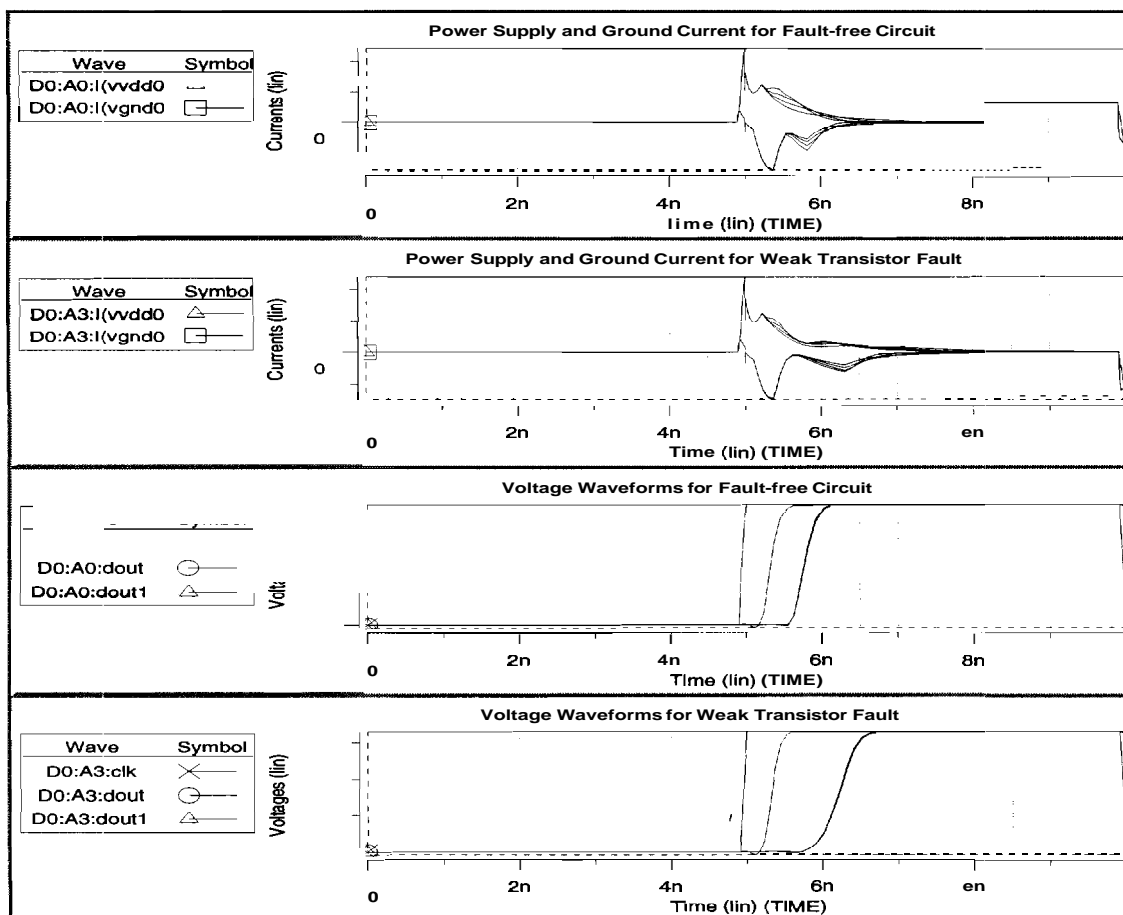 Power Supply and Ground Current for Fault-free Circuit
Wave Symbol
D0:A0:I(vvdd0
D0:A0:I(vgnd0
Currents (lin)
0
0 2n 4n 6n 8n
Time (lin) (TIME)
Power Supply and Ground Current for Weak Transistor Fault
Wave Symbol
D0:A3:I(vvdd0
D0:A3:I(vgnd0
Currents (lin)
0
0 2n 4n 6n en
Time (lin) (TIME)
Voltage Waveforms for Fault-free Circuit
D0:A0:dout
D0:A0:dout1
0 2n 4n 6n 8n
Time (lin) (TIME)
Voltage Waveforms for Weak Transistor Fault
Wave Symbol
D0:A3:clk
D0:A3:dout
D0:A3:dout1
Voltages (lin)
0 2n 4n 6n en
Time (lin) (TIME)